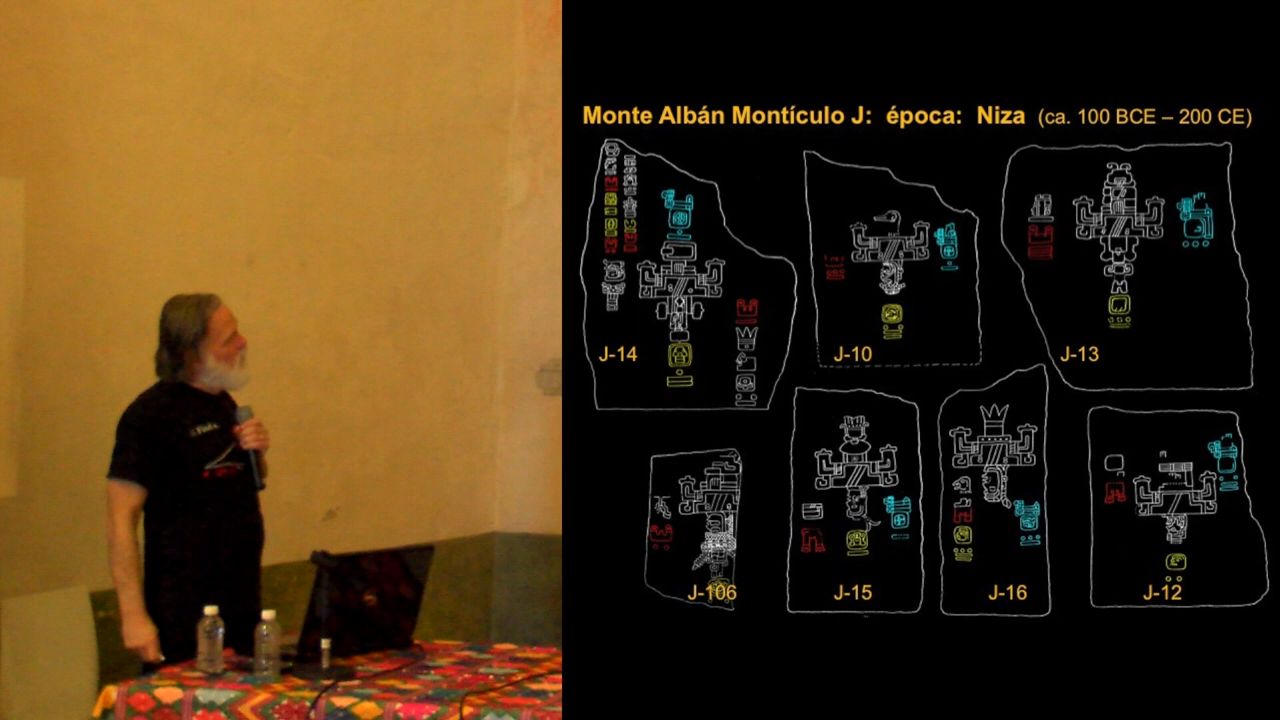 Monte Albán Montículo J: época: Niza (ca. 100 BCE – 200 CE)
J-14
J-10
J-13
J-106
J-15
J-16
J-12